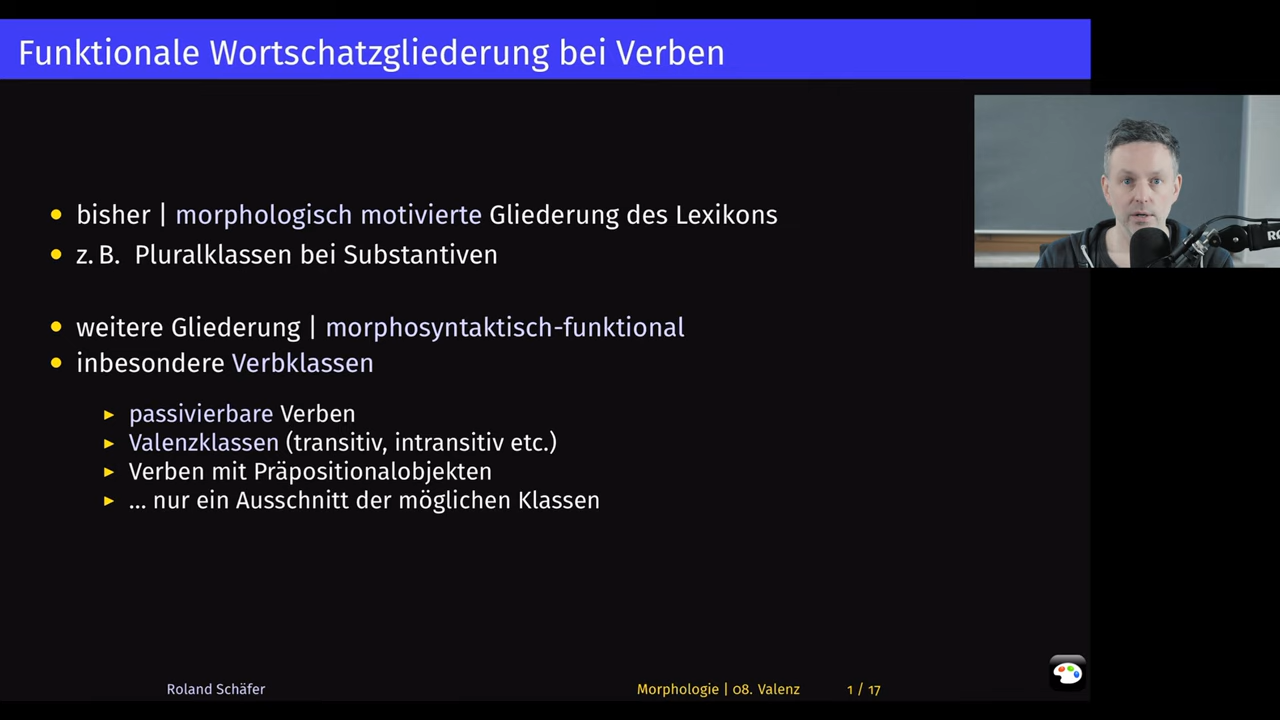 Funktionale Wortschatzgliederung bei Verben
bisher | morphologisch motivierte Gliederung des Lexikons
z. B. Pluralklassen bei Substantiven
weitere Gliederung | morphosyntaktisch-funktional
inbesondere Verbklassen
passivierbare Verben
Valenzklassen (transitiv, intransitiv etc.)
Verben mit Präpositionalobjekten
... nur ein Ausschnitt der möglichen Klassen
Roland Schäfer
Morphologie | 08. Valenz
1 / 17